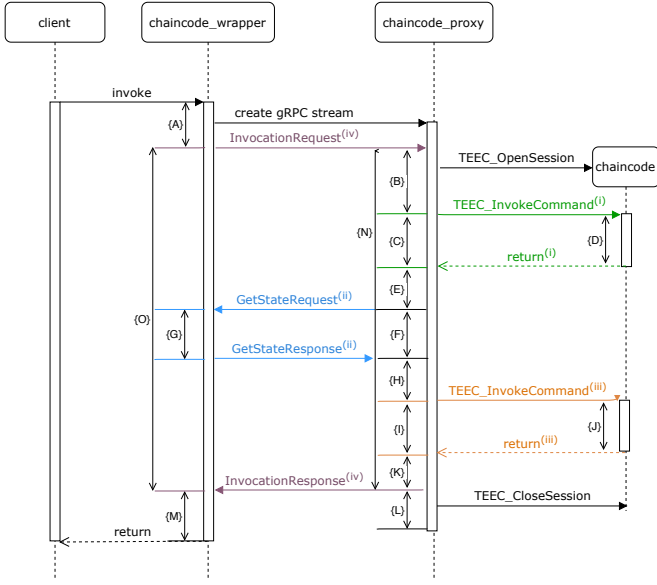 client
chaincode_wrapper
chaincode_proxy
invoke
create gRPC stream
{A}
InvocationRequest(iv)
TEEC_OpenSession
chaincode
{B}
TEEC_InvokeCommand(i)
{N}
{C}
{D}
return(i)
{E}
GetStateRequest(ii)
{O}
{G}
{F}
GetStateResponse(ii)
{H}
TEEC_InvokeCommand(iii)
{I}
{J}
return(iii)
{K}
InvocationResponse(iv)
TEEC_CloseSession
{M}
{L}
return